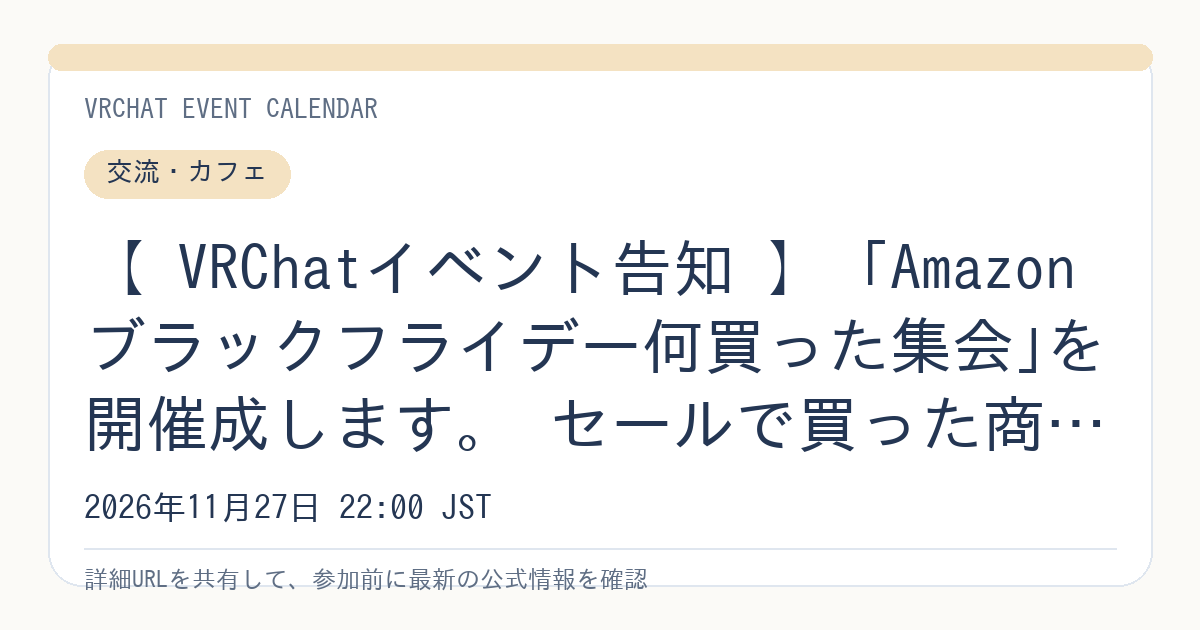 VRCHAT EVENT CALENDAR
交流・カフェ
【 VRChatイベント告知 】 「Amazon
ブラックフライデー何買った集会」を
開催成します。 セールで買った商…
2026年11月27日 22:00 JST
詳細URLを共有して、参加前に最新の公式情報を確認